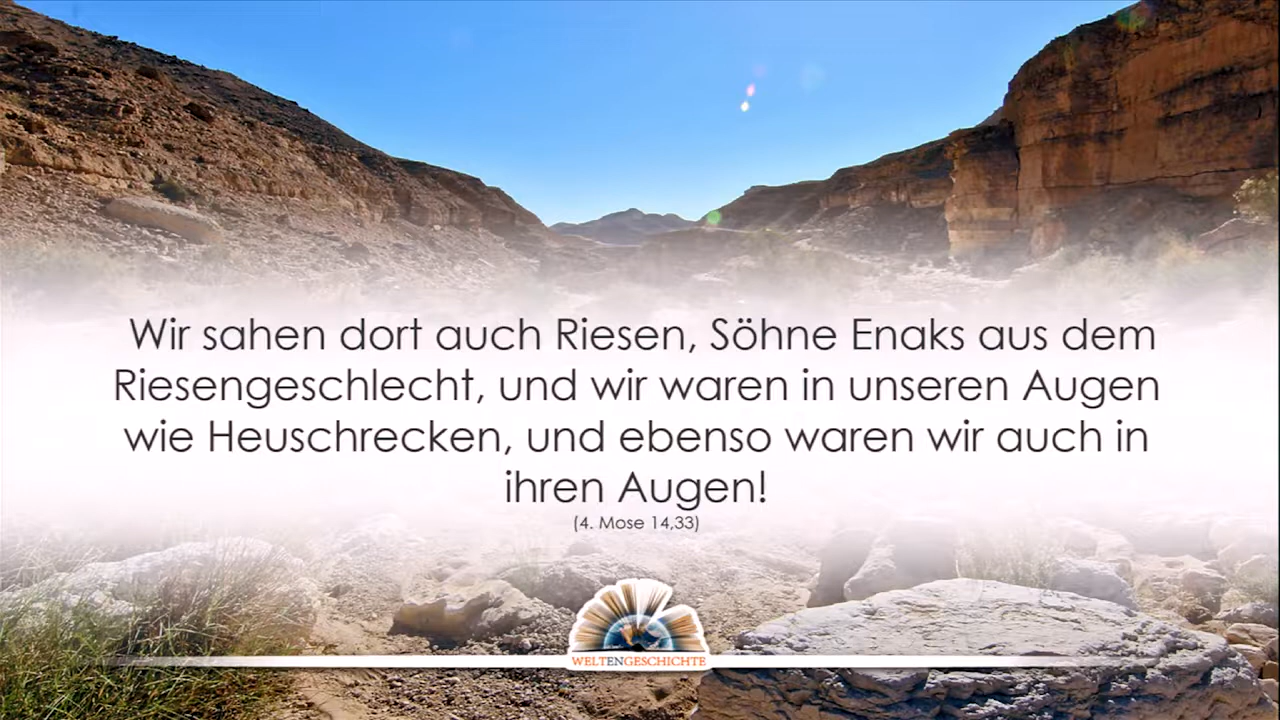 Wir sahen dort auch Riesen, Söhne Enaks aus dem
Riesengeschlecht, und wir waren in unseren Augen
wie Heuschrecken, und ebenso waren wir auch in
ihren Augen!
(4. Mose 14,33)
WELTENGESCHICHTE